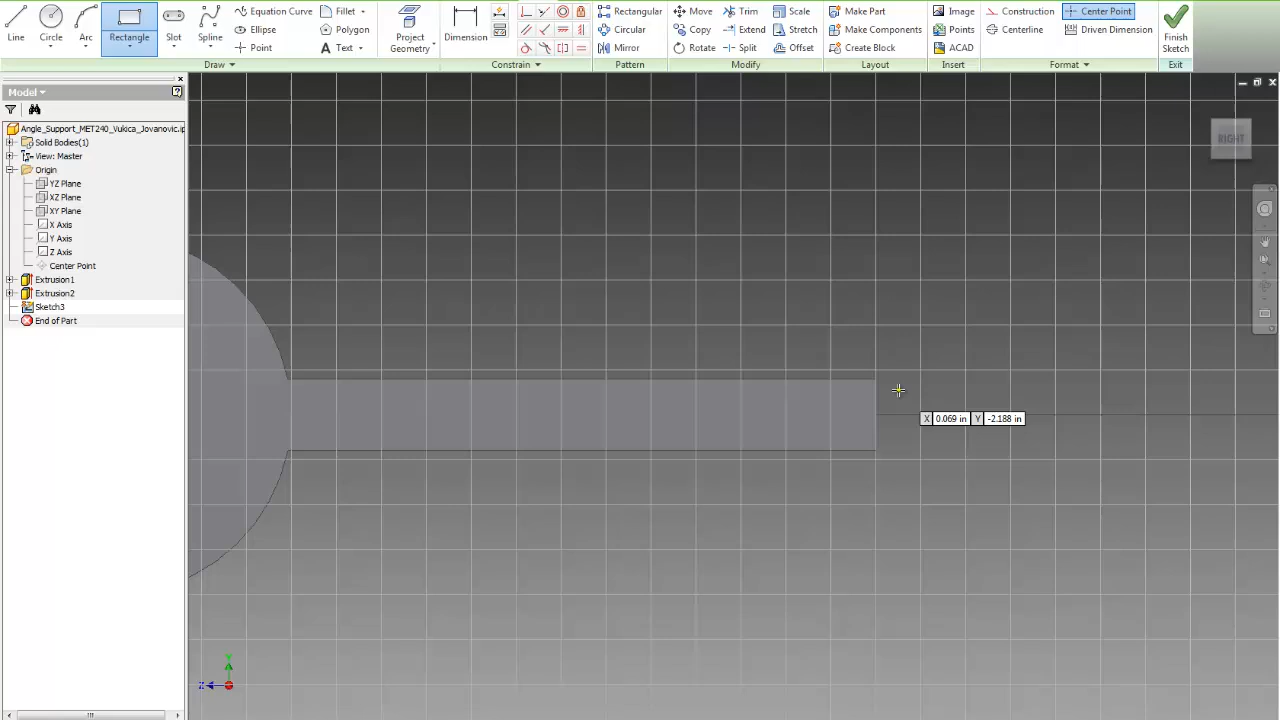 Line
Circle
Arc
Rectangle
Slot
Spline
Equation Curve
Ellipse
Point
Fillet
Polygon
Text
Project Geometry
Dimension
Rectangular
Circular
Mirror
Move
Copy
Rotate
Trim
Extend
Split
Scale
Stretch
Offset
Make Part
Make Components
Create Block
Image
Points
ACAD
Construction
Centerline
Center Point
Driven Dimension
Finish Sketch
Draw
Constrain
Pattern
Modify
Layout
Insert
Format
Exit
Model
Angle_Support_MET240_Vukica_Jovanovic.ip
Solid Bodies(1)
View: Master
Origin
YZ Plane
XZ Plane
XY Plane
X Axis
Y Axis
Z Axis
Center Point
Extrusion1
Extrusion2
Sketch3
End of Part
RIGHT
X 0.069 in Y -2.188 in
Y
Z